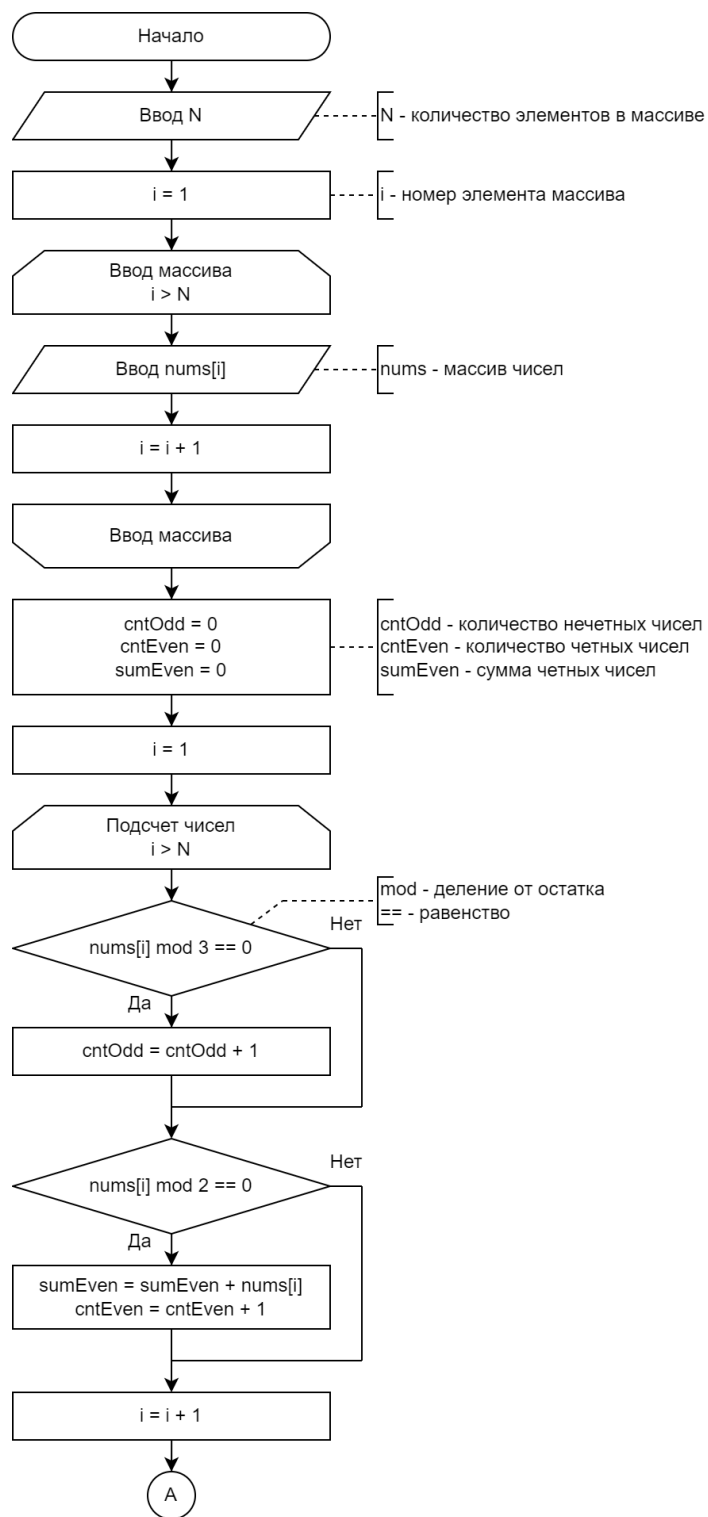 Начало
Ввод N
N - количество элементов в массиве
i = 1
i - номер элемента массива
Ввод массива
i > N
Ввод nums[i]
nums - массив чисел
i = i + 1
Ввод массива
cntOdd = 0
cntEven = 0
sumEven = 0
cntOdd - количество нечетных чисел
cntEven - количество четных чисел
sumEven - сумма четных чисел
i = 1
Подсчет чисел
i > N
mod - деление от остатка
== - равенство
nums[i] mod 3 == 0
Нет
Да
cntOdd = cntOdd + 1
nums[i] mod 2 == 0
Нет
Да
sumEven = sumEven + nums[i]
cntEven = cntEven + 1
i = i + 1
A